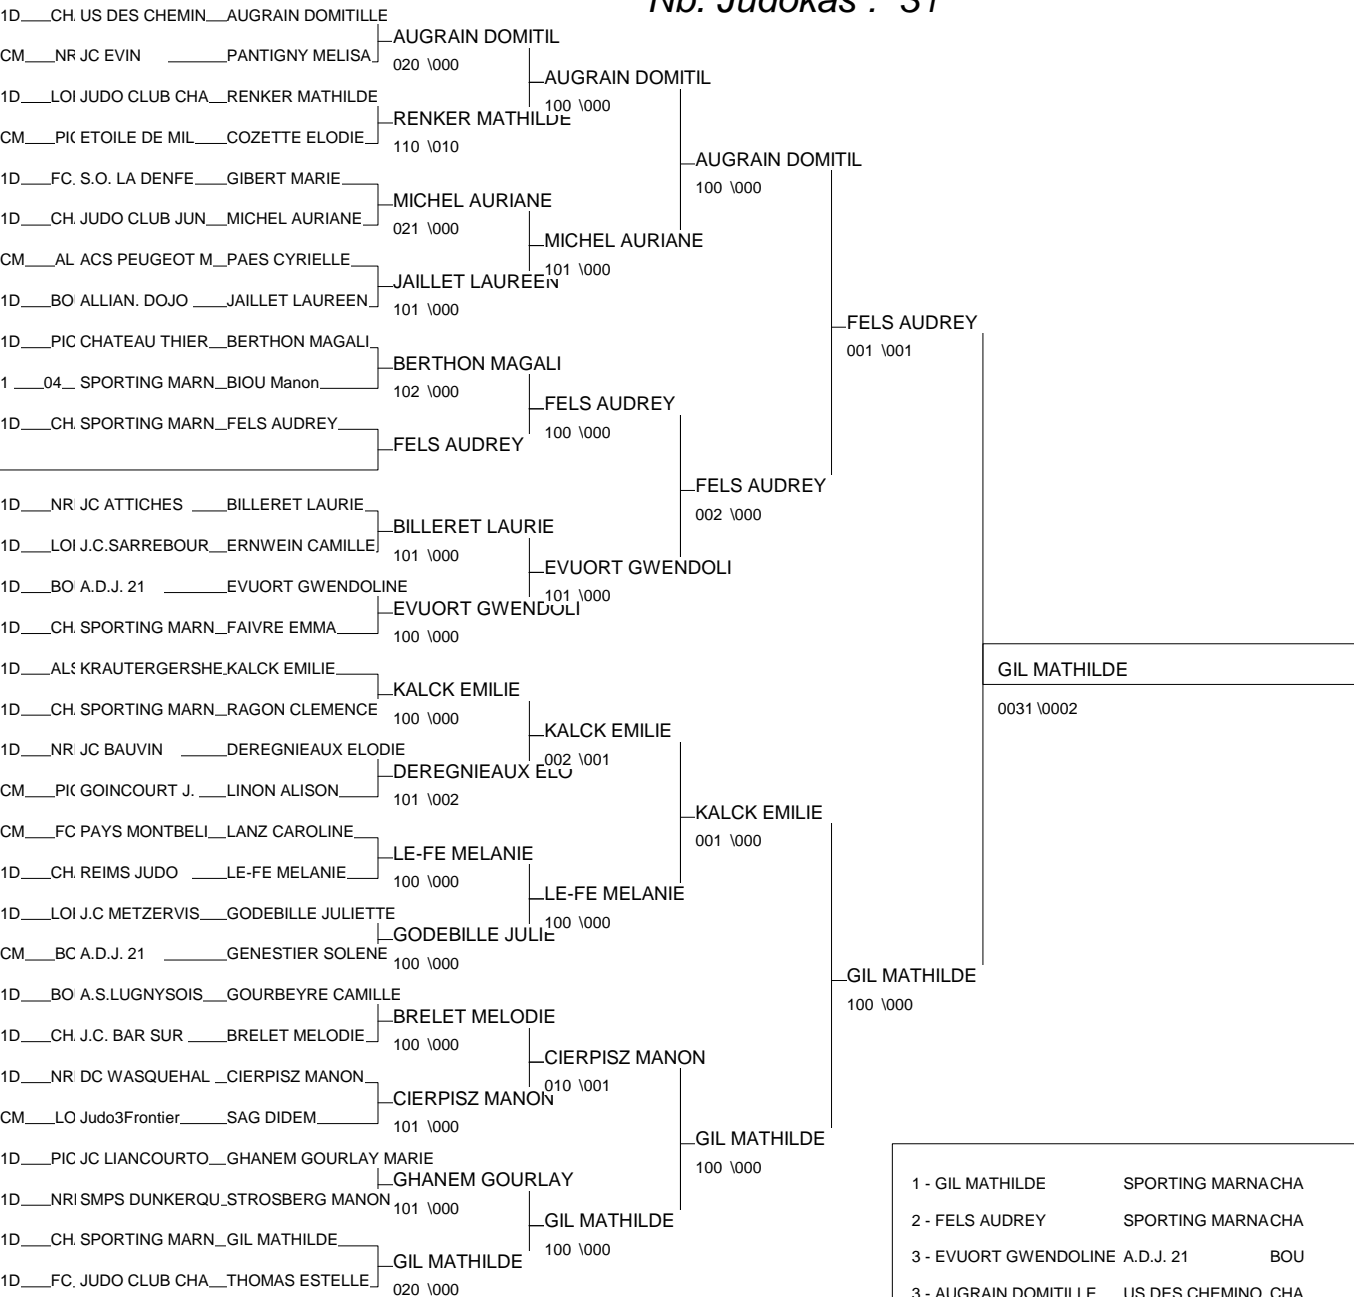 Nb. Judokas : 31
1D CH US DES CHEMIN AUGRAIN DOMITILLE
AUGRAIN DOMITIL
CM NR JC EVIN PANTIGNY MELISA
020 \000
AUGRAIN DOMITIL
1D LOI JUDO CLUB CHA RENKER MATHILDE
100 \000
RENKER MATHILDE
CM PI( ETOILE DE MIL COZETTE ELODIE
110 \010
AUGRAIN DOMITIL
1D FC S.O. LA DENFE GIBERT MARIE
100 \000
MICHEL AURIANE
1D CH JUDO CLUB JUN MICHEL AURIANE
021 \000
MICHEL AURIANE
CM AL ACS PEUGEOT M PAES CYRIELLE
101 \000
JAILLET LAUREEN
1D BO ALLIAN. DOJO JAILLET LAUREEN
101 \000
FELS AUDREY
1D PIC CHATEAU THIER BERTHON MAGALI
001 \001
BERTHON MAGALI
1 04 SPORTING MARN BIOU Manon
102 \000
FELS AUDREY
1D CH SPORTING MARN FELS AUDREY
100 \000
FELS AUDREY
FELS AUDREY
1D NR JC ATTICHES BILLERET LAURIE
002 \000
BILLERET LAURIE
1D LOI J.C.SARREBOUR ERNWEIN CAMILLE
101 \000
EVUORT GWENDOLI
1D BO A.D.J. 21 EVUORT GWENDOLINE
101 \000
EVUORT GWENDOLI
1D CH SPORTING MARN FAIVRE EMMA
100 \000
1D ALS KRAUTERGERSHE KALCK EMILIE
GIL MATHILDE
KALCK EMILIE
1D CH SPORTING MARN RAGON CLEMENCE
0031 \0002
100 \000
KALCK EMILIE
1D NR JC BAUVIN DEREGNIEAUX ELODIE
002 \001
DEREGNIEAUX ELO
CM PI( GOINCOURT J. LINON ALISON
101 \002
KALCK EMILIE
CM FC PAYS MONTBELI LANZ CAROLINE
001 \000
LE-FE MELANIE
1D CH REIMS JUDO LE-FE MELANIE
100 \000
LE-FE MELANIE
1D LOI J.C METZERVIS GODEBILLE JULIETTE
100 \000
GODEBILLE JULIE
CM BC A.D.J. 21 GENESTIER SOLENE
100 \000
GIL MATHILDE
1D BO A.S.LUGNYSOIS GOURBEYRE CAMILLE
100 \000
BRELET MELODIE
1D CH J.C. BAR SUR BRELET MELODIE
100 \000
CIERPISZ MANON
1D NR DC WASQUEHAL CIERPISZ MANON
010 \001
CIERPISZ MANON
CM LO Judo3Frontier SAG DIDEM
101 \000
GIL MATHILDE
1D PIC JC LIANCOURTO GHANEM GOURLAY MARIE
100 \000
GHANEM GOURLAY
1D NRI SMPS DUNKERQU STROSBERG MANON
101 \000
GIL MATHILDE
1D CH SPORTING MARN GIL MATHILDE
100 \000
GIL MATHILDE
1D FC JUDO CLUB CHA THOMAS ESTELLE
020 \000
1 - GIL MATHILDE SPORTING MARNA CHA
2 - FELS AUDREY SPORTING MARNA CHA
3 - EVUORT GWENDOLINE A.D.J. 21 BOU
3 - AUGRAIN DOMITILLE US DES CHEMINO CHA